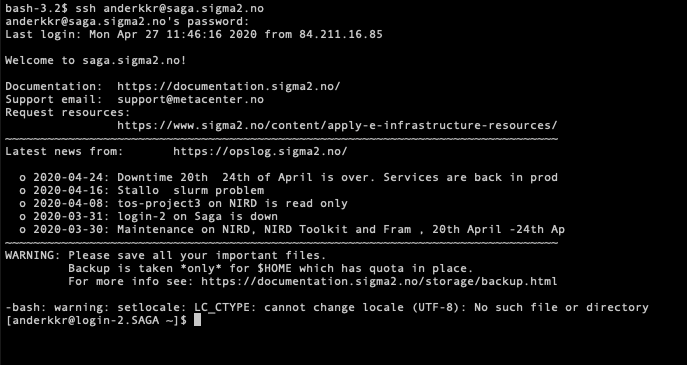 bash-3.2$ ssh anderkkr@saga.sigma2.no
anderkkr@saga.sigma2.no's password:
Last login: Mon Apr 27 11:46:16 2020 from 84.211.16.85
Welcome to saga.sigma2.no!
Documentation:  https://documentation.sigma2.no/
Support email:  support@metacenter.no
Request resources:
https://www.sigma2.no/content/apply-e-infrastructure-resources/
~~~~~~~~~~~~~~~~~~~~~~~~~~~~~~~~~~~~~~~~~~~~~~~~~~~~~~~~~~~~~~~~~~~~~~~~~~~~~~~
Latest news from:       https://opslog.sigma2.no/
o 2020-04-24: Downtime 20th  24th of April is over. Services are back in prod
o 2020-04-16: Stallo  slurm problem
o 2020-04-08: tos-project3 on NIRD is read only
o 2020-03-31: login-2 on Saga is down
o 2020-03-30: Maintenance on NIRD, NIRD Toolkit and Fram , 20th April -24th Ap
~~~~~~~~~~~~~~~~~~~~~~~~~~~~~~~~~~~~~~~~~~~~~~~~~~~~~~~~~~~~~~~~~~~~~~~~~~~~~~~
WARNING: Please save all your important files.
Backup is taken *only* for $HOME which has quota in place.
For more info see: https://documentation.sigma2.no/storage/backup.html
-bash: warning: setlocale: LC_CTYPE: cannot change locale (UTF-8): No such file or directory
[anderkkr@login-2.SAGA ~]$